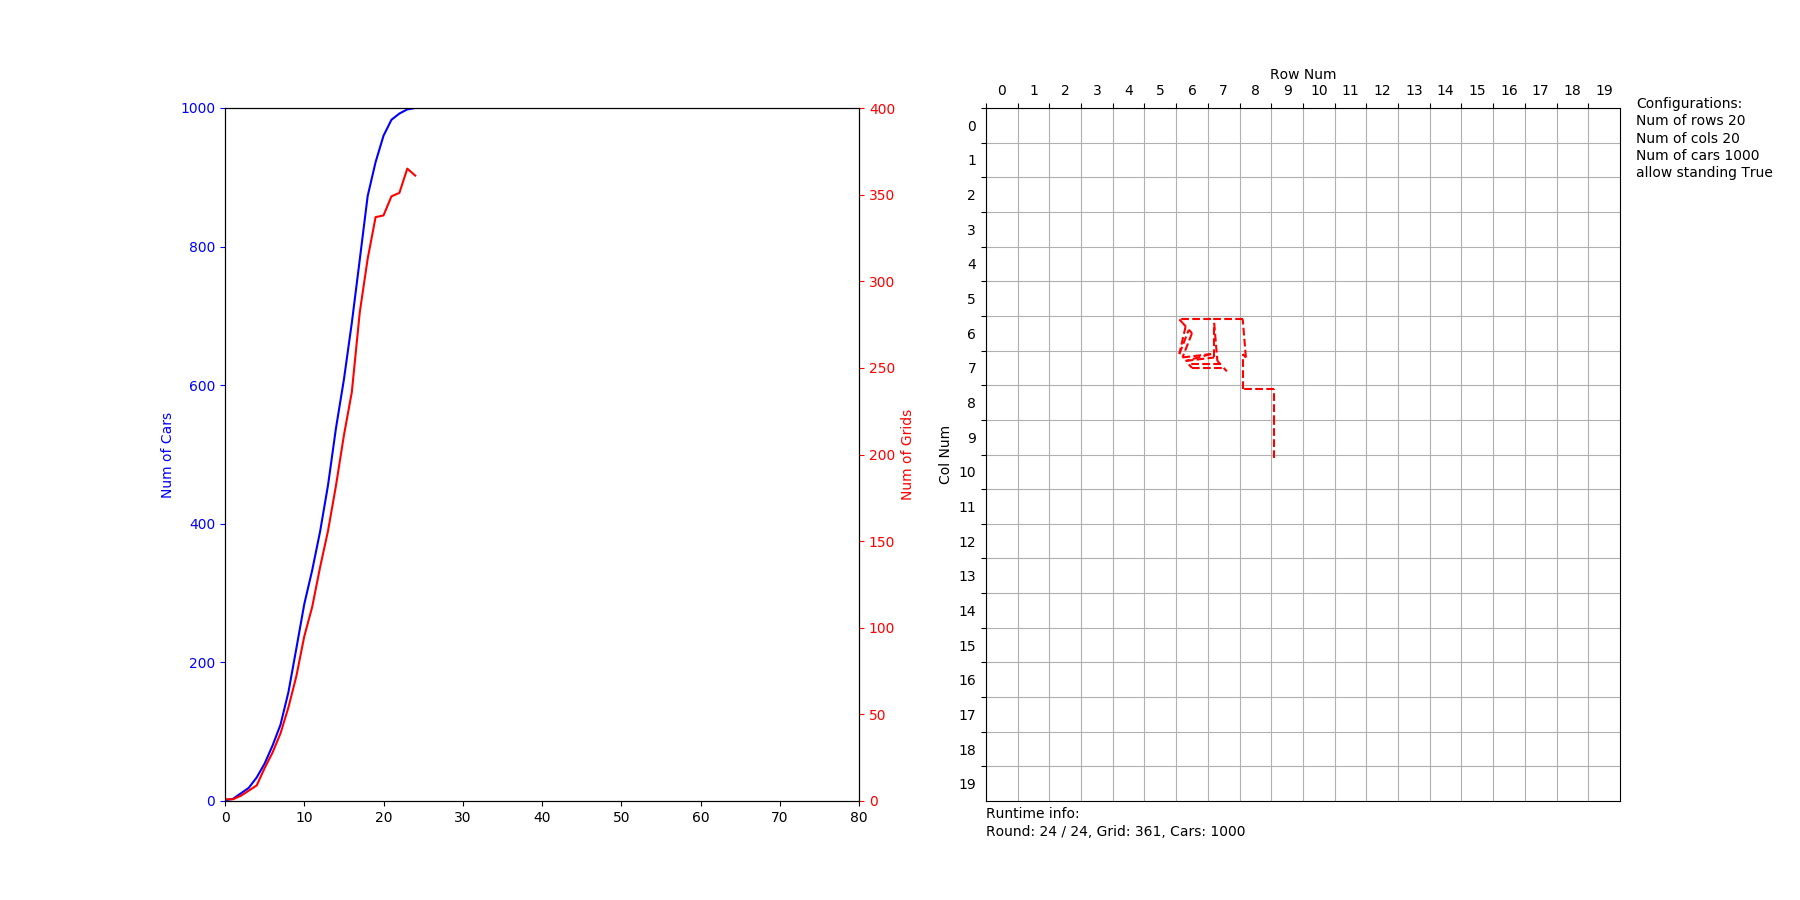 1000
800
600
400
200
0
Num of Cars
0 10 20 30 40 50 60 70 80
400
350
300
250
200
150
100
50
0
Num of Grids
Row Num
0 1 2 3 4 5 6 7 8 9 10 11 12 13 14 15 16 17 18 19
Col Num
0
1
2
3
4
5
6
7
8
9
10
11
12
13
14
15
16
17
18
19
Configurations:
Num of rows 20
Num of cols 20
Num of cars 1000
allow standing True
Runtime info:
Round: 24 / 24, Grid: 361, Cars: 1000